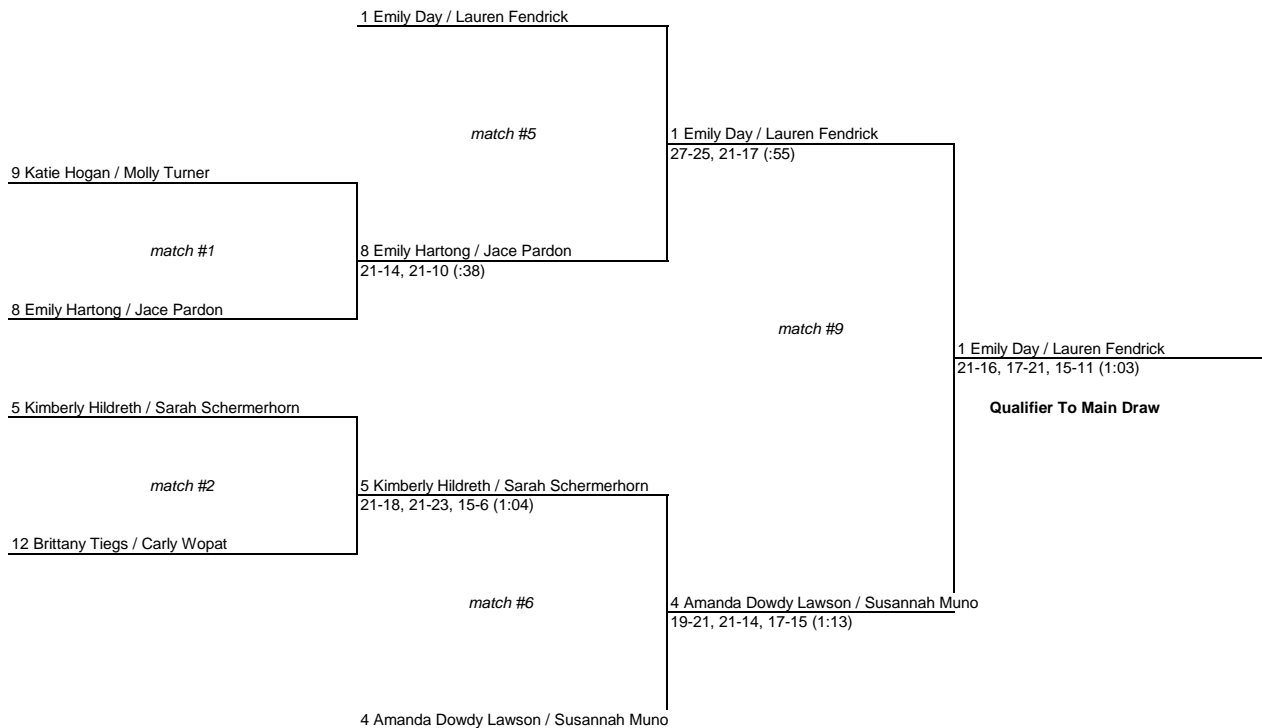 1 Emily Day / Lauren Fendrick
match #5
1 Emily Day / Lauren Fendrick
27-25, 21-17 (:55)
9 Katie Hogan / Molly Turner
match #1
8 Emily Hartong / Jace Pardon
21-14, 21-10 (:38)
8 Emily Hartong / Jace Pardon
match #9
1 Emily Day / Lauren Fendrick
21-16, 17-21, 15-11 (1:03)
Qualifier To Main Draw
5 Kimberly Hildreth / Sarah Schermerhorn
match #2
5 Kimberly Hildreth / Sarah Schermerhorn
21-18, 21-23, 15-6 (1:04)
12 Brittany Tiegs / Carly Wopat
match #6
4 Amanda Dowdy Lawson / Susannah Muno
19-21, 21-14, 17-15 (1:13)
4 Amanda Dowdy Lawson / Susannah Muno